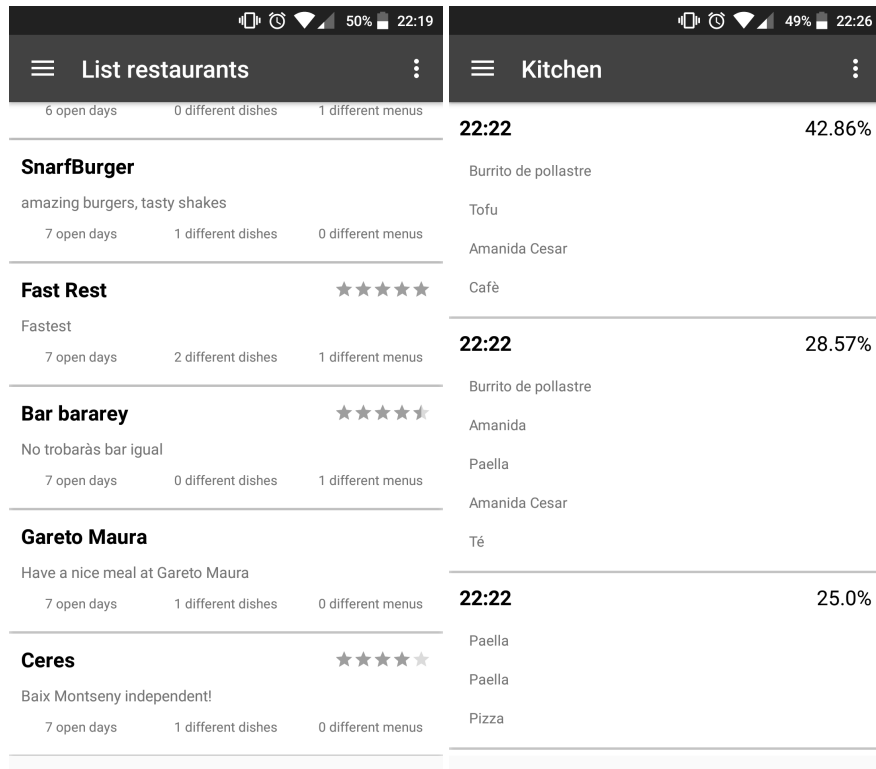 50% 22:19
List restaurants
6 open days 0 different dishes 1 different menus
SnarfBurger
amazing burgers, tasty shakes
7 open days 1 different dishes 0 different menus
Fast Rest
Fastest
7 open days 2 different dishes 1 different menus
Bar bararey
No trobaràs bar igual
7 open days 0 different dishes 1 different menus
Gareto Maura
Have a nice meal at Gareto Maura
7 open days 1 different dishes 0 different menus
Ceres
Baix Montseny independent!
7 open days 1 different dishes 0 different menus
49% 22:26
Kitchen
22:22 42.86%
Burrito de pollastre
Tofu
Amanida Cesar
Cafè
22:22 28.57%
Burrito de pollastre
Amanida
Paella
Amanida Cesar
Té
22:22 25.0%
Paella
Paella
Pizza